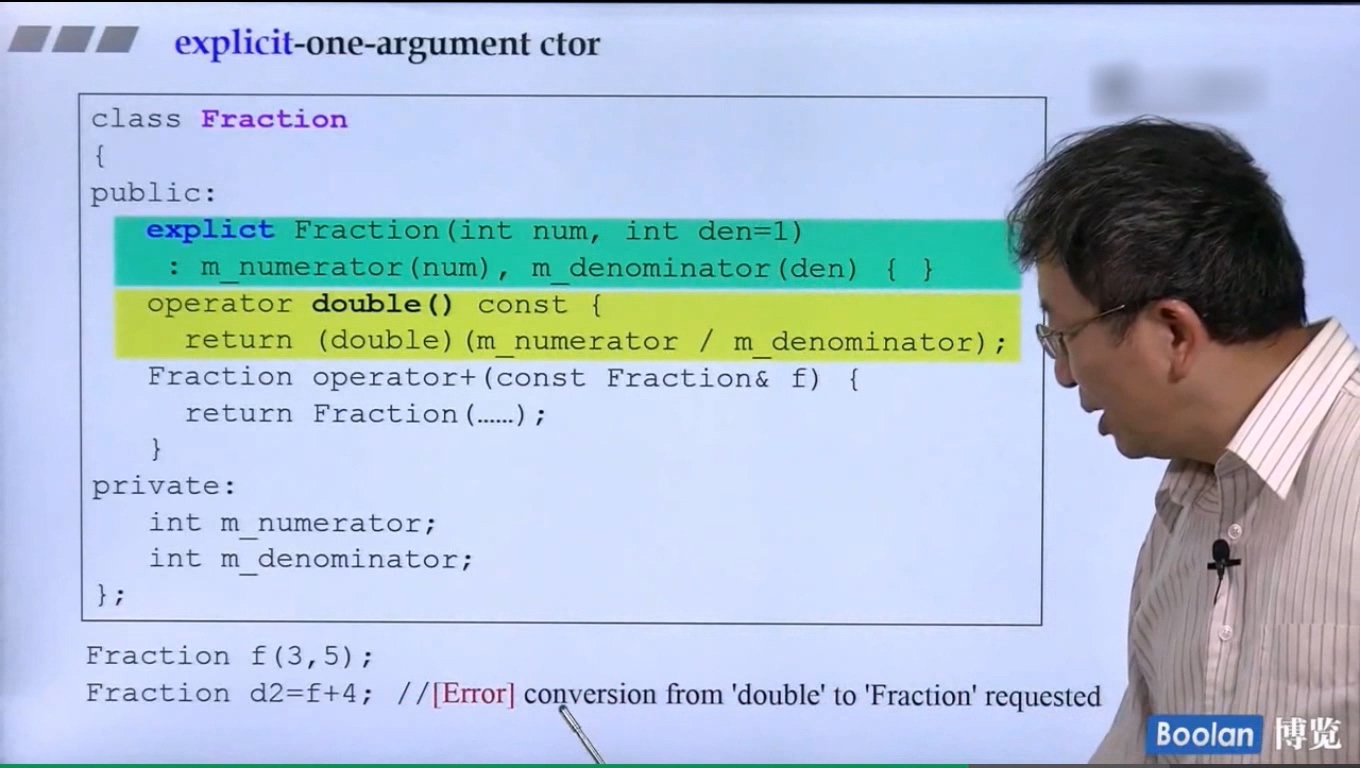 explicit-one-argument ctor
class Fraction
{
public:
explict Fraction(int num, int den=1)
: m_numerator(num), m_denominator(den) { }
operator double() const {
return (double)(m_numerator / m_denominator);
Fraction operator+(const Fraction& f) {
return Fraction(……);
}
private:
int m_numerator;
int m_denominator;
};
Fraction f(3,5);
Fraction d2=f+4; //[Error] conversion from 'double' to 'Fraction' requested
Boolan 博览